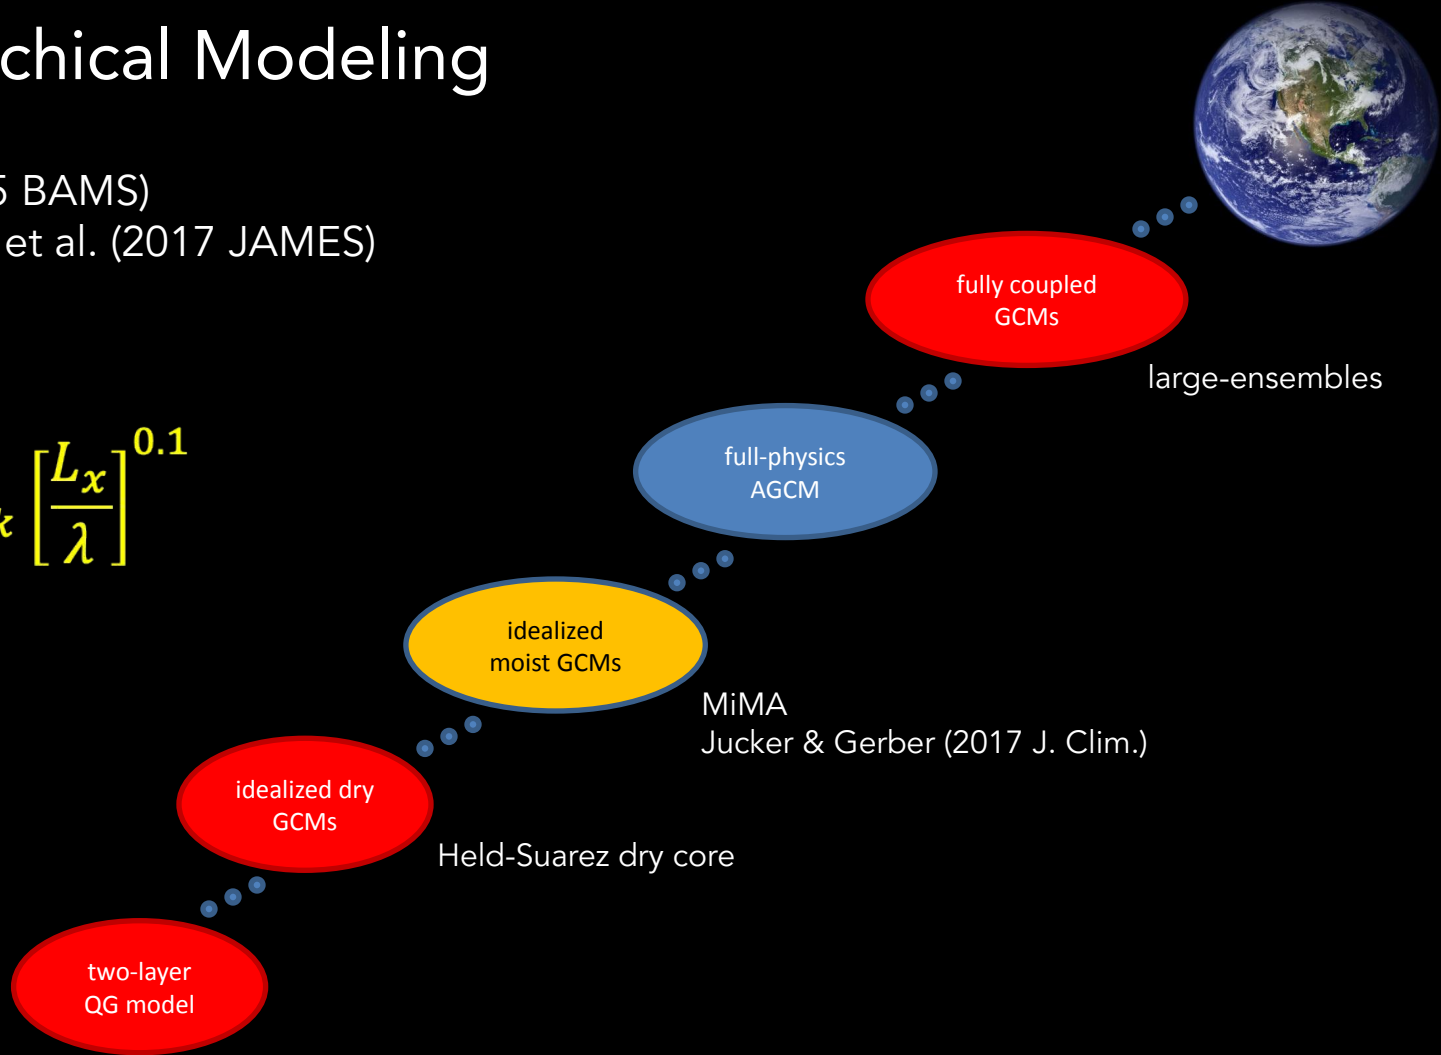 chical Modeling
5 BAMS)
et al. (2017 JAMES)
fully coupled
GCMs
large-ensembles
k [L_x/λ]^0.1
full-physics
AGCM
idealized
moist GCMs
MiMA
Jucker & Gerber (2017 J. Clim.)
idealized dry
GCMs
Held-Suarez dry core
two-layer
QG model